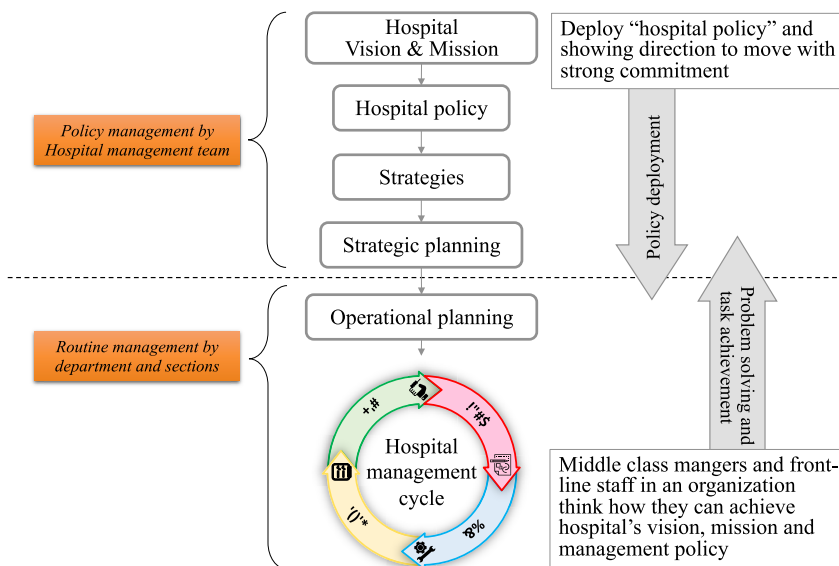 Hospital
Vision & Mission
Hospital policy
Strategies
Strategic planning
Operational planning
Policy management by
Hospital management team
Routine management by
department and sections
Deploy “hospital policy” and
showing direction to move with
strong commitment
Policy deployment
Problem solving and
task achievement
Hospital
management
cycle
$#"!
%&
*,(),
#'+
Middle class mangers and front-
line staff in an organization
think how they can achieve
hospital’s vision, mission and
management policy